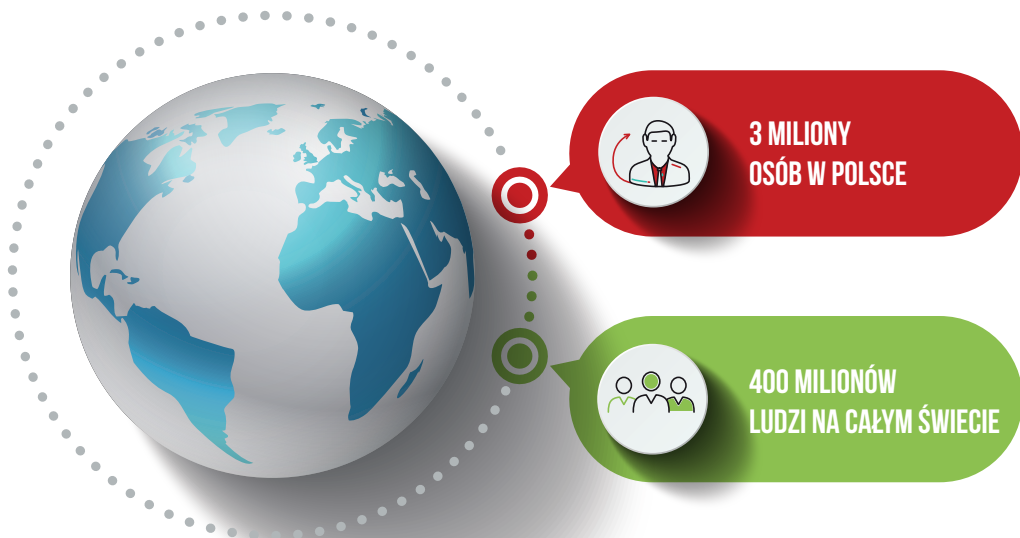 3 MILIONY
OSÓB W POLSCE
400 MILIONÓW
LUDZI NA CAŁYM ŚWIECIE